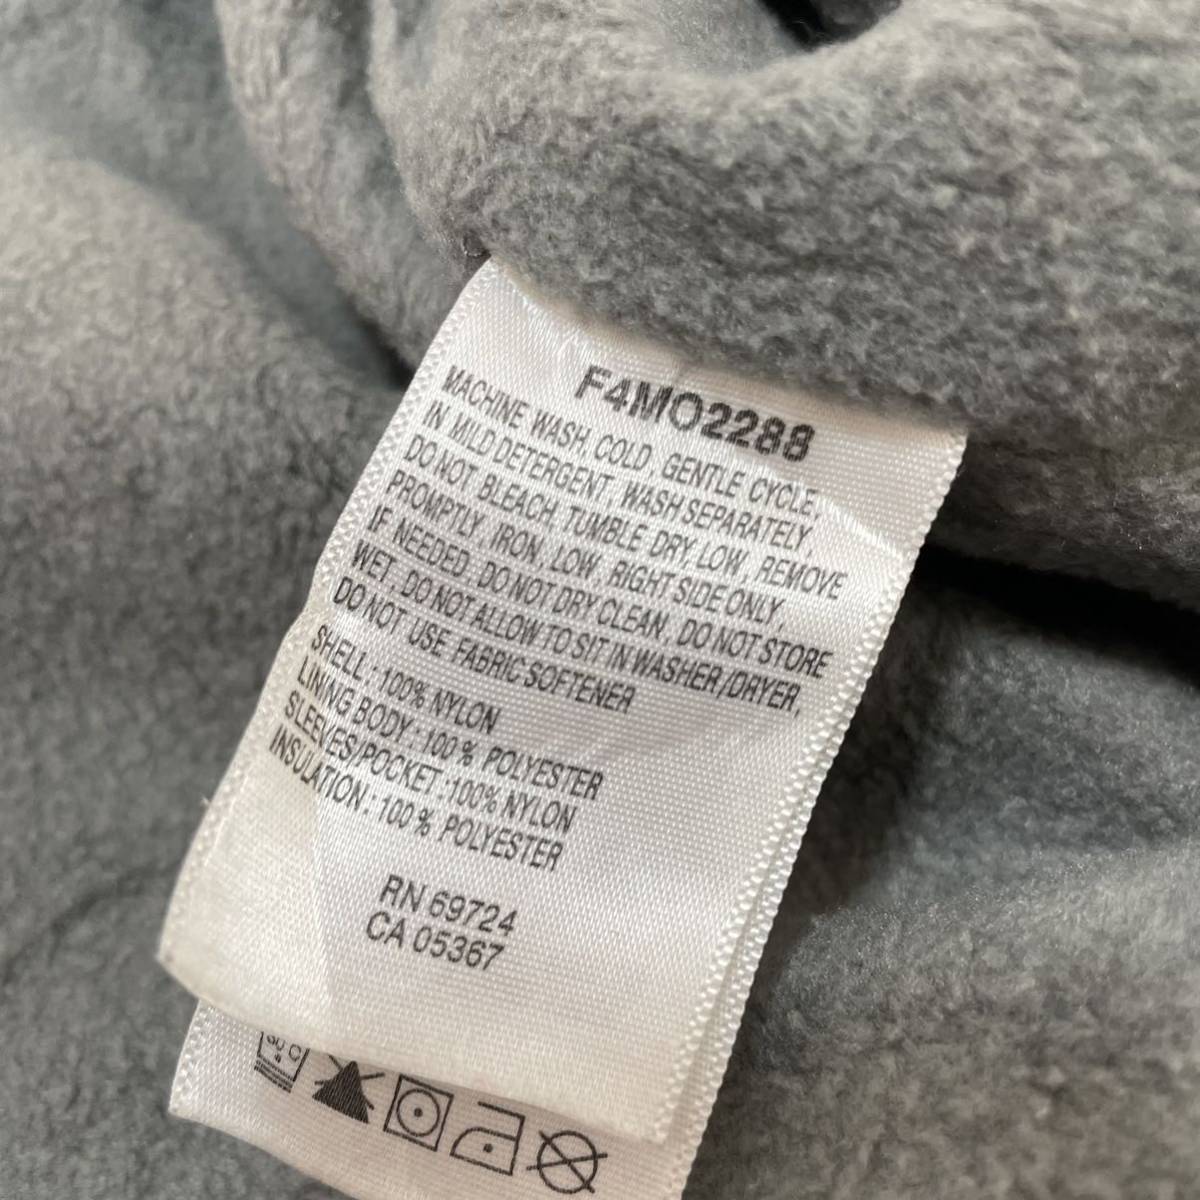 F4MO2288
MACHINE WASH, COLD, GENTLE CYCLE,
IN MILD DETERGENT, WASH SEPARATELY,
DO NOT BLEACH, TUMBLE DRY LOW, REMOVE
PROMPTLY, IRON, LOW, RIGHT SIDE ONLY,
IF NEEDED. DO NOT DRY CLEAN. DO NOT STORE
WET. DO NOT ALLOW TO SIT IN WASHER/DRYER,
DO NOT USE FABRIC SOFTENER
SHELL: 100% NYLON
LINING BODY: 100% POLYESTER
SLEEVES/POCKET: 100% NYLON
INSULATION: 100% POLYESTER
RN 69724
CA 05367